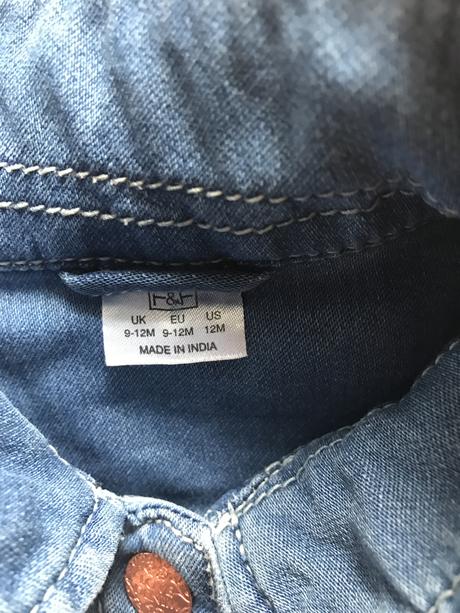 F&F
UK EU US
9-12M 9-12M 12M
MADE IN INDIA